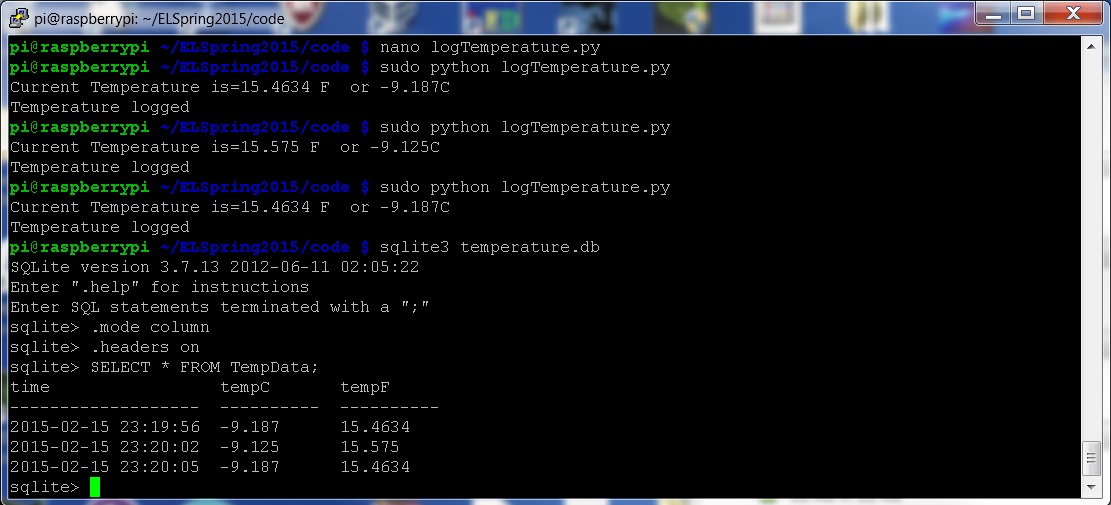 pi@raspberrypi: ~/ELSpring2015/code
pi@raspberrypi ~/ELSpring2015/code $ nano logTemperature.py
pi@raspberrypi ~/ELSpring2015/code $ sudo python logTemperature.py
Current Temperature is=15.4634 F  or -9.187C
Temperature logged
pi@raspberrypi ~/ELSpring2015/code $ sudo python logTemperature.py
Current Temperature is=15.575 F  or -9.125C
Temperature logged
pi@raspberrypi ~/ELSpring2015/code $ sudo python logTemperature.py
Current Temperature is=15.4634 F  or -9.187C
Temperature logged
pi@raspberrypi ~/ELSpring2015/code $ sqlite3 temperature.db
SQLite version 3.7.13 2012-06-11 02:05:22
Enter ".help" for instructions
Enter SQL statements terminated with a ";"
sqlite> .mode column
sqlite> .headers on
sqlite> SELECT * FROM TempData;
time                 tempC       tempF
-------------------  ----------  ----------
2015-02-15 23:19:56  -9.187      15.4634
2015-02-15 23:20:02  -9.125      15.575
2015-02-15 23:20:05  -9.187      15.4634
sqlite>